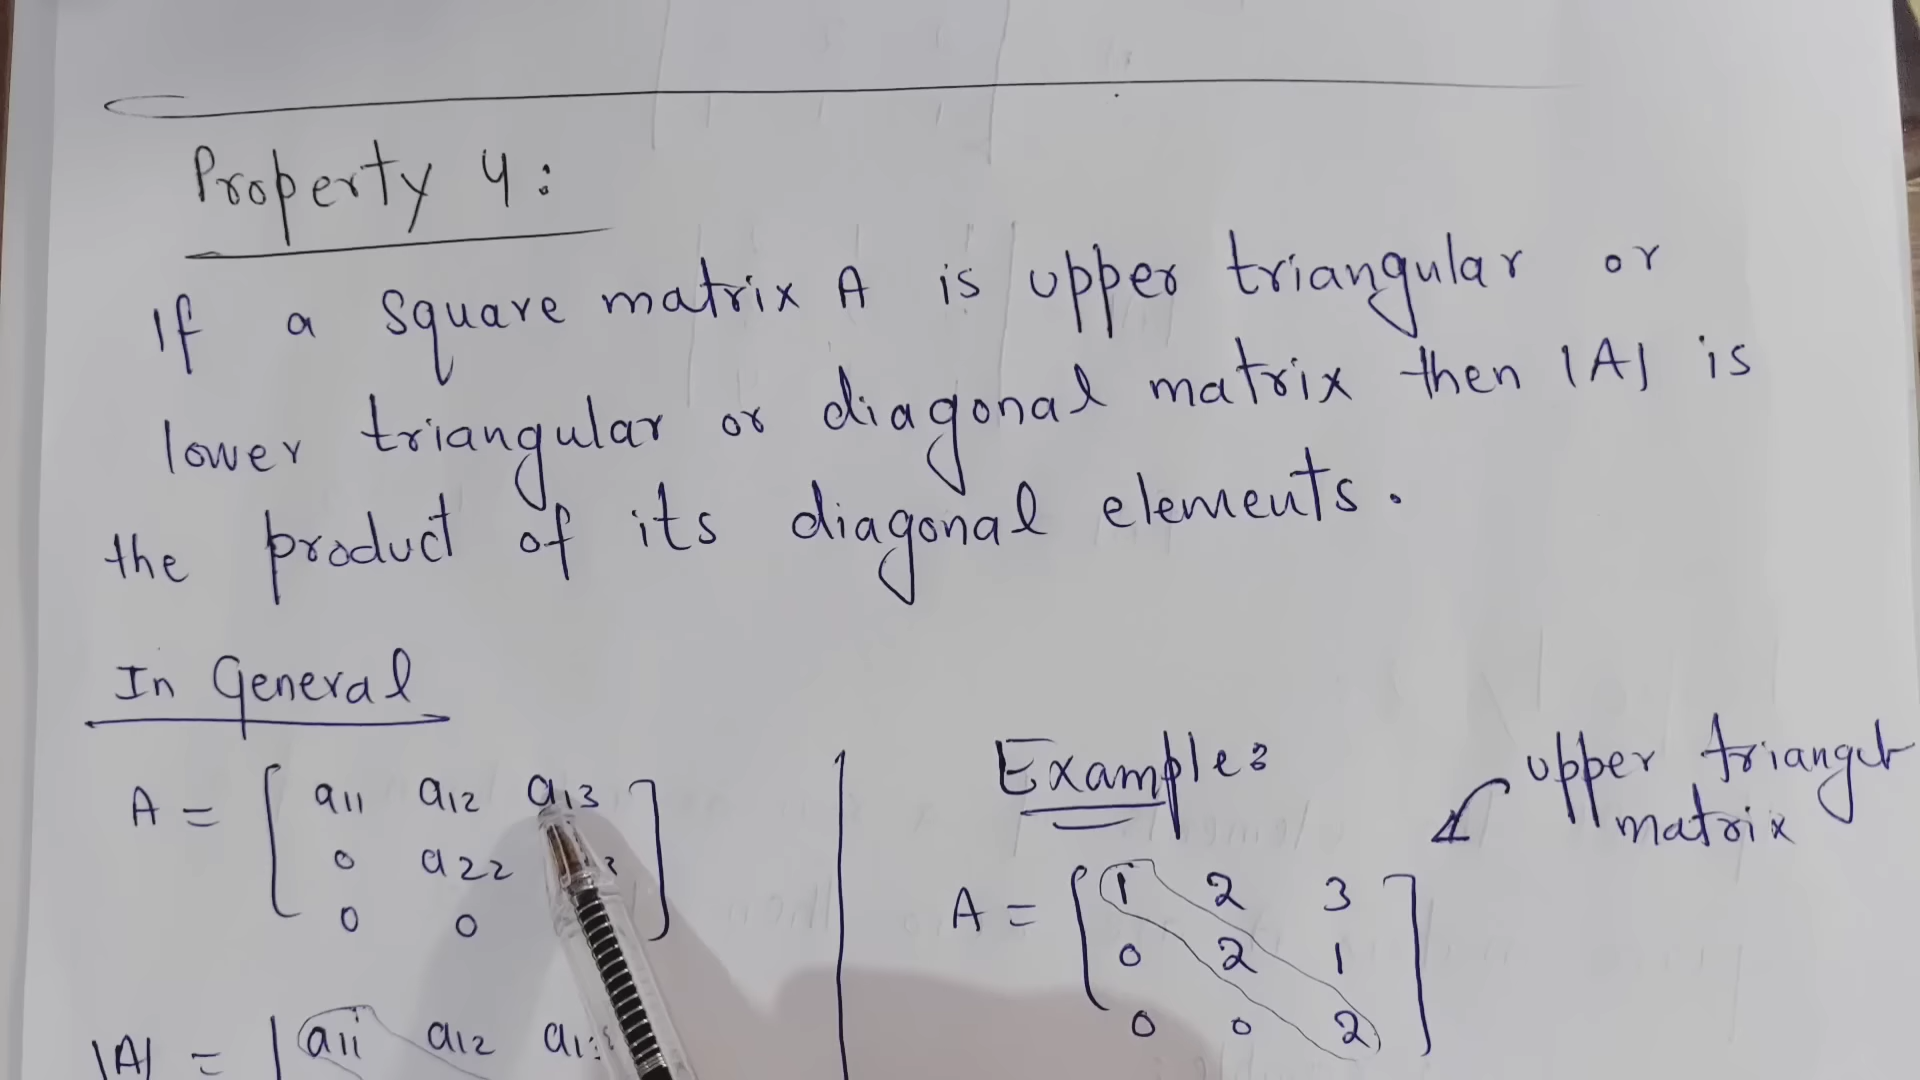 Property 4:
If a square matrix A is upper triangular or
lower triangular or diagonal matrix then |A| is
the product of its diagonal elements.
In General
A = [ a11 a12 a13 ]
0 a22
0 0
|A| = | a11 a12
Example:
upper
matrix
A = [ 1 2 3 ]
0 2 1
0 0 2